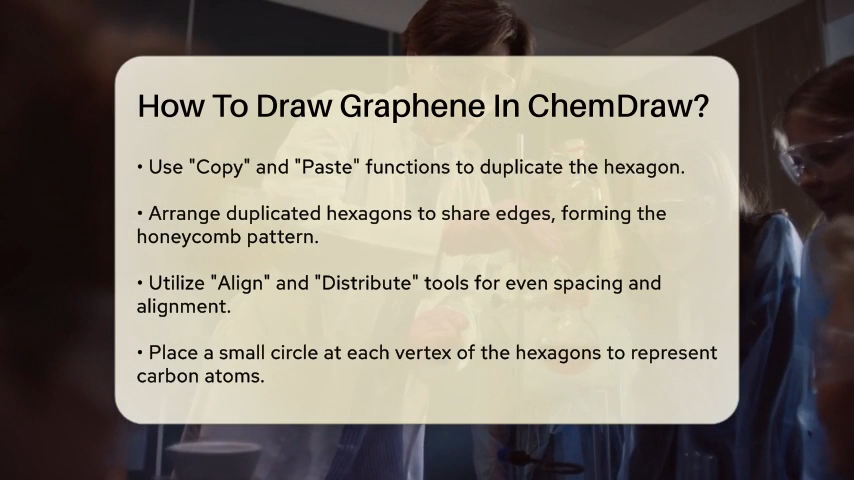 How To Draw Graphene In ChemDraw?
• Use "Copy" and "Paste" functions to duplicate the hexagon.
• Arrange duplicated hexagons to share edges, forming the
honeycomb pattern.
• Utilize "Align" and "Distribute" tools for even spacing and
alignment.
• Place a small circle at each vertex of the hexagons to represent
carbon atoms.